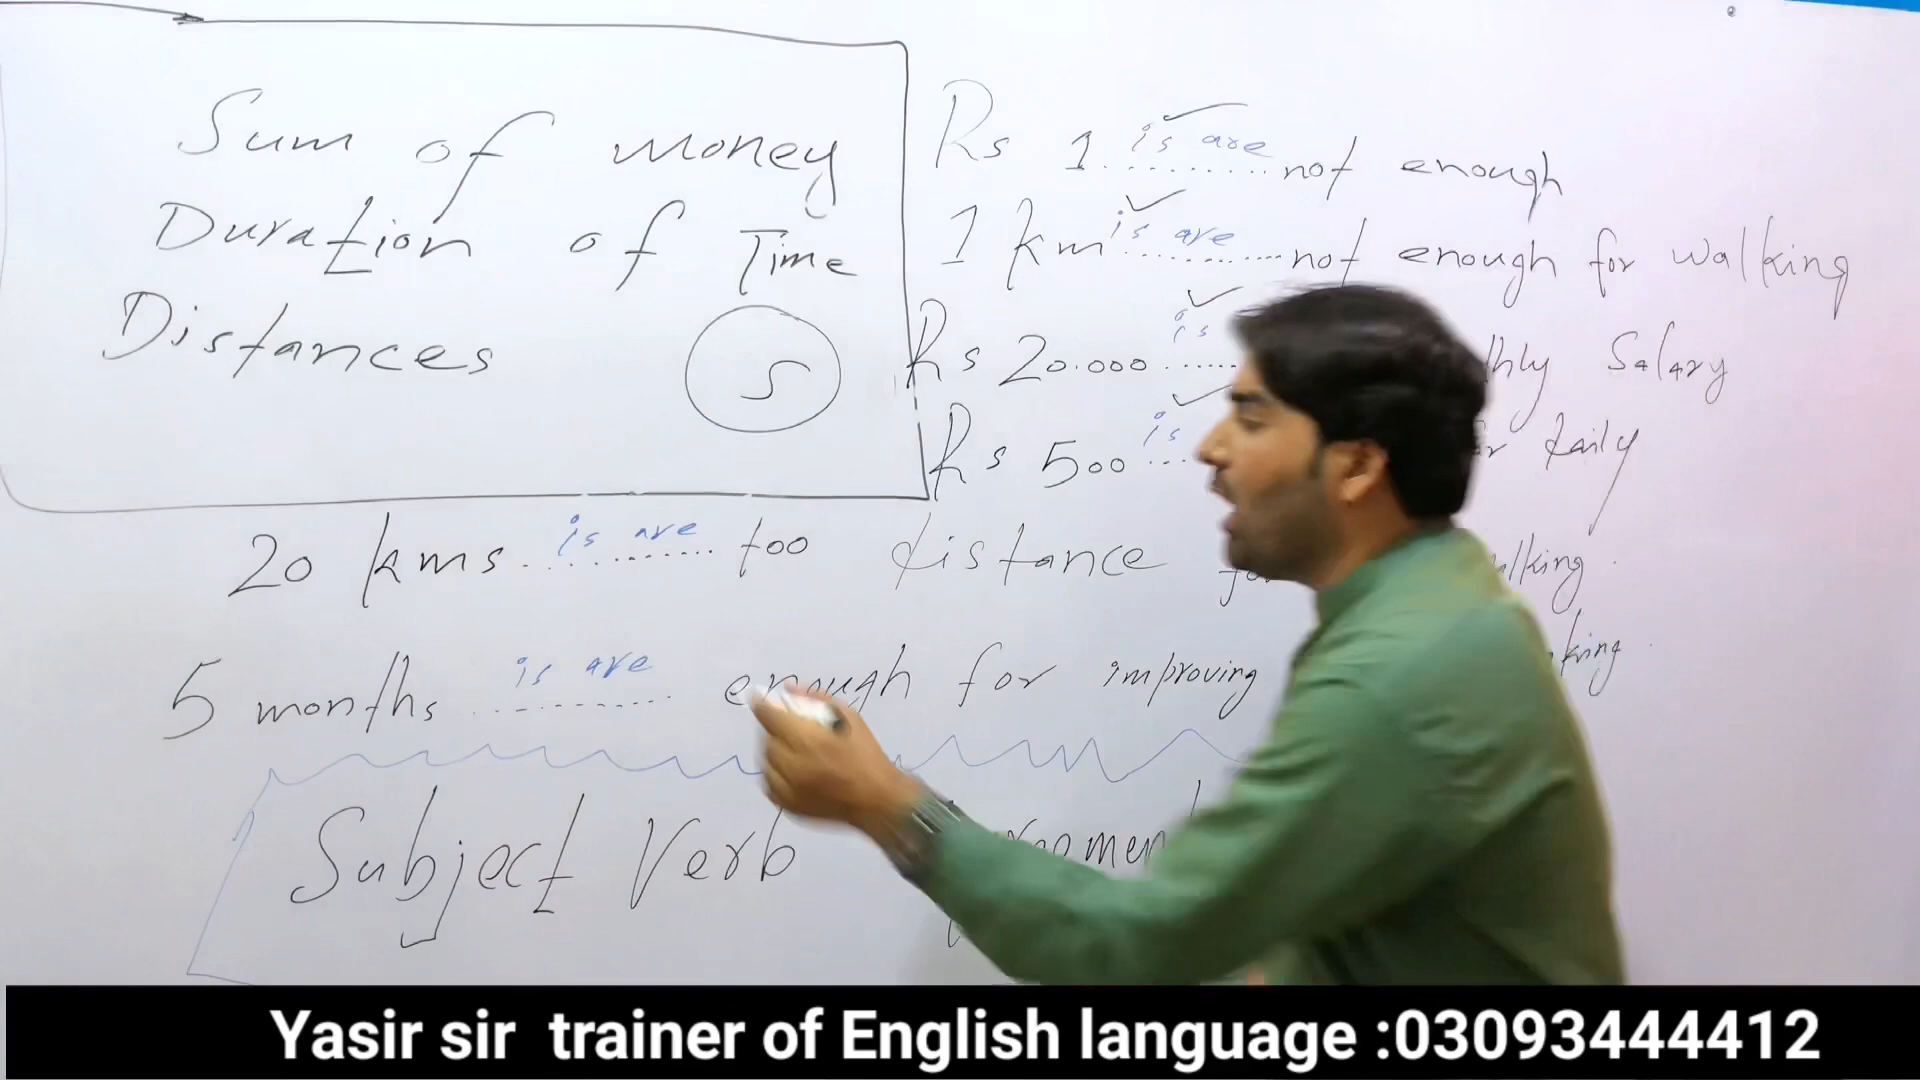 Sum of money
Duration of Time
Distances
S
Rs 1 ......... is are not enough
1 km ......... is are not enough for walking
Rs 20.000 ...... is Salary
Rs 500 ... is daily
20 kms ......... is are too distance
5 months ......... is are enough for improving
Subject Verb
Yasir sir trainer of English language :03093444412